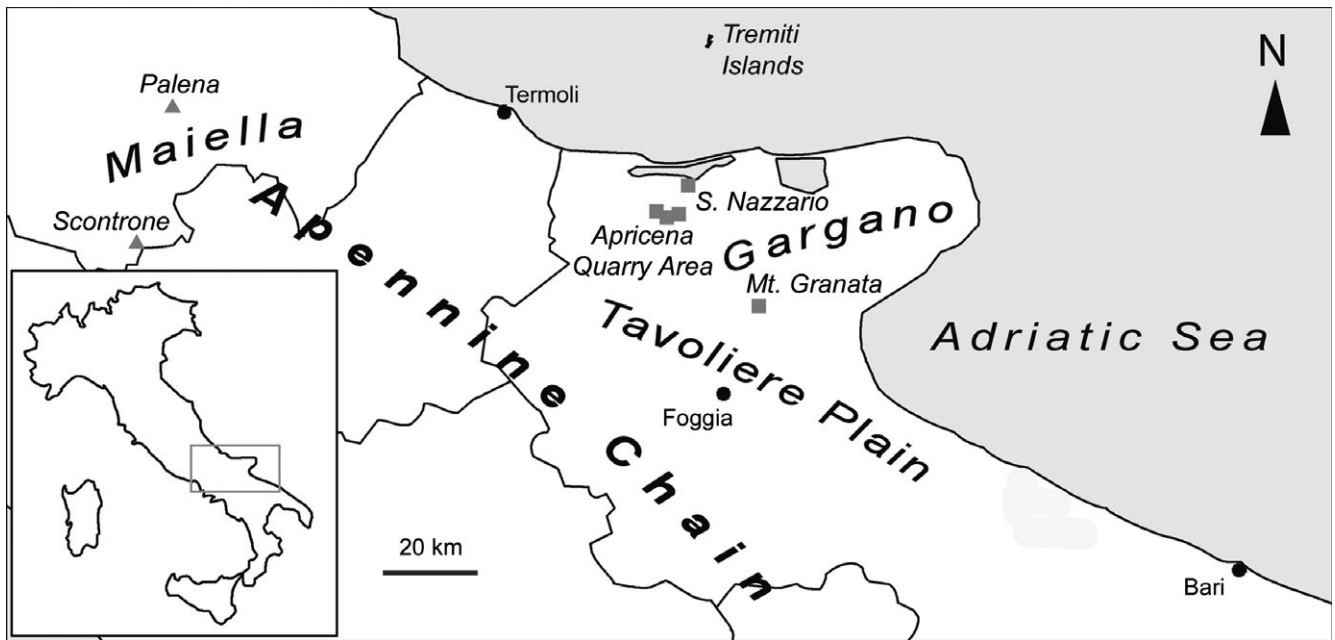 Tremiti
Islands
N
Palena
Termoli
Maiella
Scontrone
Apennine Chain
S. Nazzario
Apricena
Quarry Area
Gargano
Mt. Granata
Tavoliere Plain
Adriatic Sea
Foggia
20 km
Bari